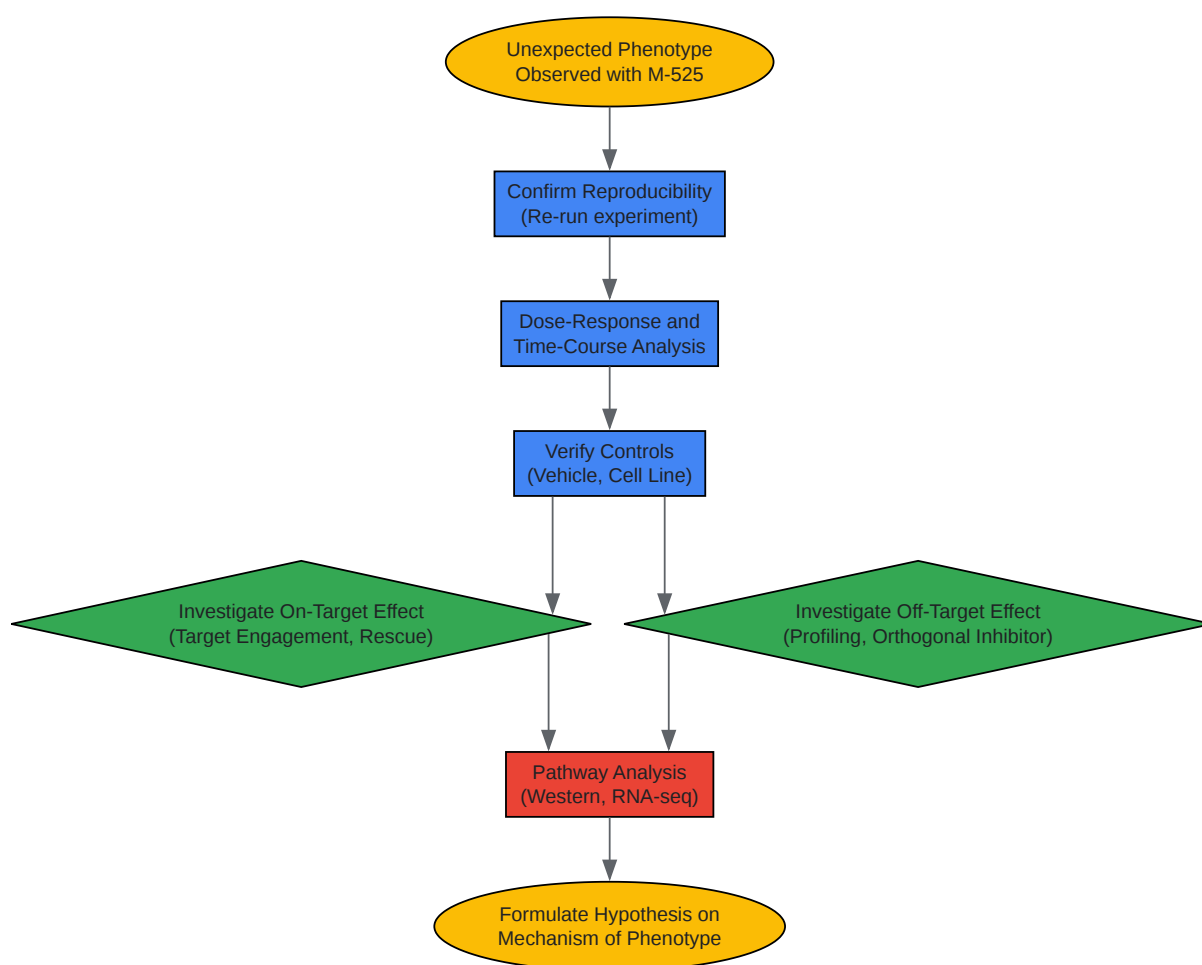 Unexpected Phenotype
Observed with M-525
Confirm Reproducibility
(Re-run experiment)
Dose-Response and
Time-Course Analysis
Verify Controls
(Vehicle, Cell Line)
Investigate On-Target Effect
(Target Engagement, Rescue)
Investigate Off-Target Effect
(Profiling, Orthogonal Inhibitor)
Pathway Analysis
(Western, RNA-seq)
Formulate Hypothesis on
Mechanism of Phenotype